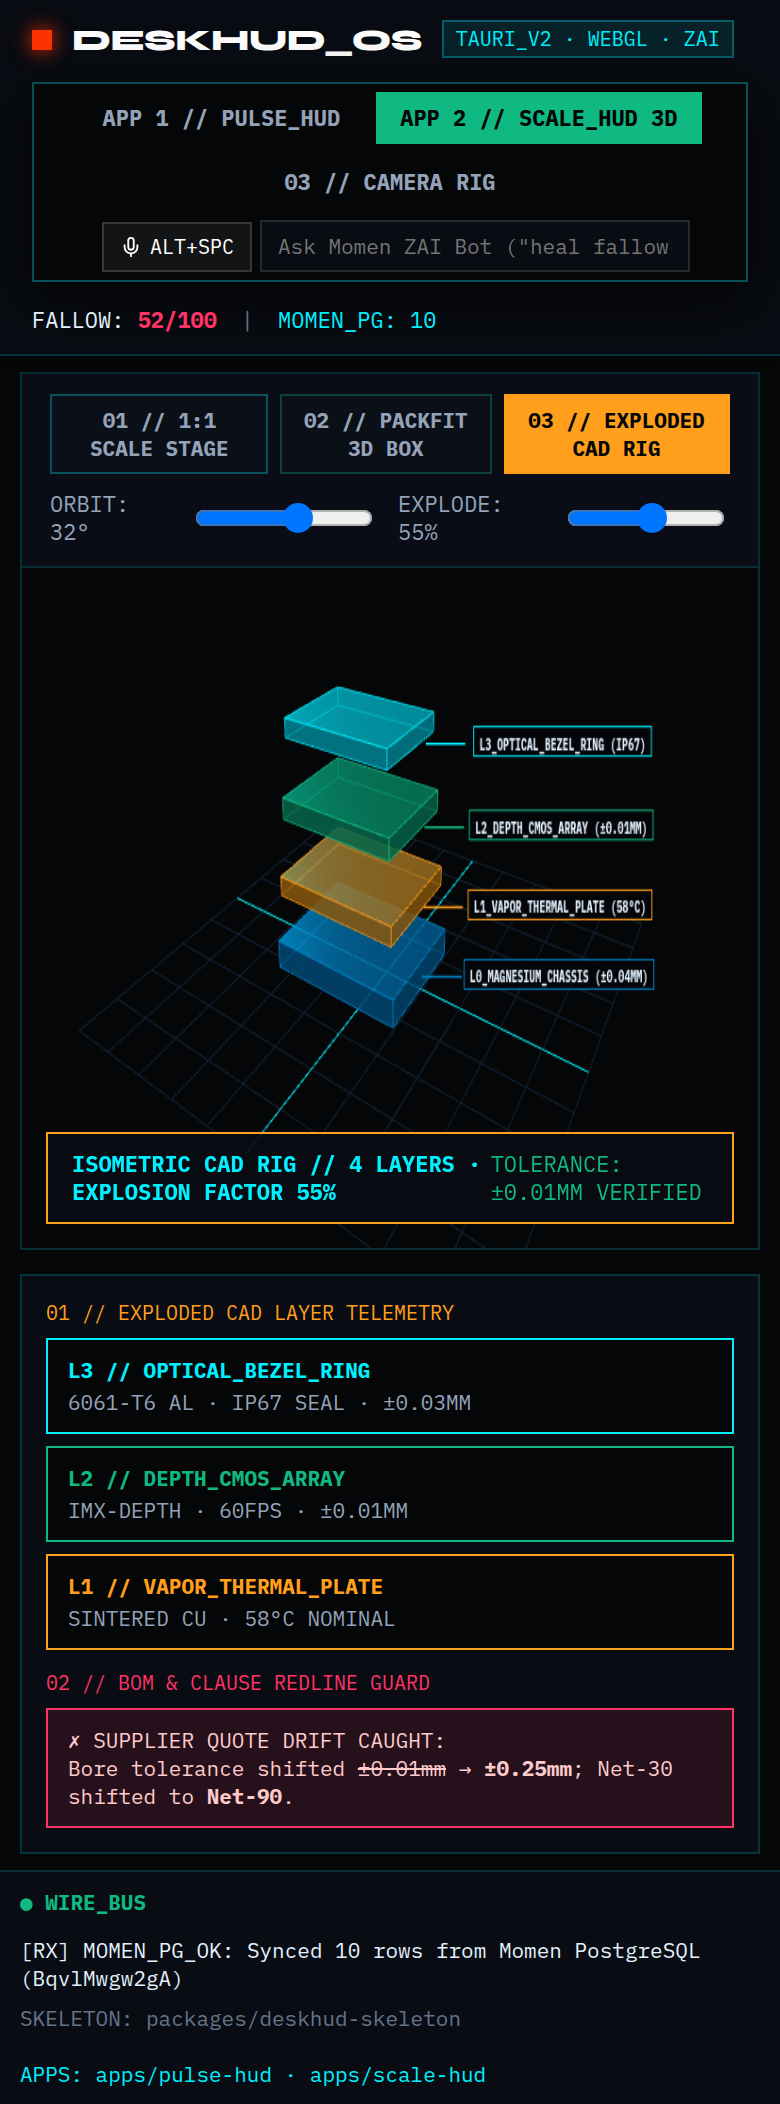 DESKHUD_OS
TAURI_V2 · WEBGL · ZAI
APP 1 // PULSE_HUD
APP 2 // SCALE_HUD 3D
03 // CAMERA RIG
ALT+SPC
Ask Momen ZAI Bot ("heal fallow
FALLOW: 52/100 | MOMEN_PG: 10
01 // 1:1
SCALE STAGE
02 // PACKFIT
3D BOX
03 // EXPLODED
CAD RIG
ORBIT:
32°
EXPLODE:
55%
L3_OPTICAL_BEZEL_RING (IP67)
L2_DEPTH_CMOS_ARRAY (±0.01MM)
L1_VAPOR_THERMAL_PLATE (58°C)
L0_MAGNESIUM_CHASSIS (±0.04MM)
ISOMETRIC CAD RIG // 4 LAYERS •
EXPLOSION FACTOR 55%
TOLERANCE:
±0.01MM VERIFIED
01 // EXPLODED CAD LAYER TELEMETRY
L3 // OPTICAL_BEZEL_RING
6061-T6 AL · IP67 SEAL · ±0.03MM
L2 // DEPTH_CMOS_ARRAY
IMX-DEPTH · 60FPS · ±0.01MM
L1 // VAPOR_THERMAL_PLATE
SINTERED CU · 58°C NOMINAL
02 // BOM & CLAUSE REDLINE GUARD
✗ SUPPLIER QUOTE DRIFT CAUGHT:
Bore tolerance shifted ±0.01mm → ±0.25mm; Net-30
shifted to Net-90.
● WIRE_BUS
[RX] MOMEN_PG_OK: Synced 10 rows from Momen PostgreSQL
(BqvlMwgw2gA)
SKELETON: packages/deskhud-skeleton
APPS: apps/pulse-hud · apps/scale-hud